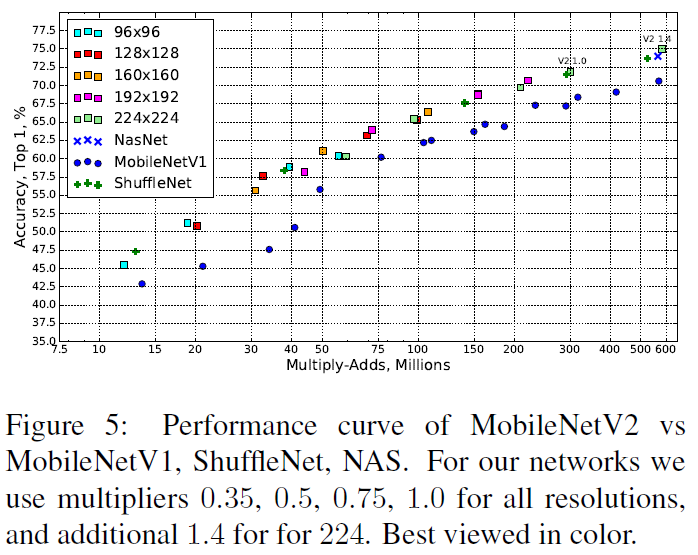 V2 1.4
V2 1.0
77.5
75.0
72.5
70.0
67.5
65.0
62.5
60.0
57.5
55.0
52.5
50.0
47.5
45.0
42.5
40.0
37.5
35.0
Accuracy, Top 1, %
96x96
128x128
160x160
192x192
224x224
NasNet
MobileNetV1
ShuffleNet
7.5 10 15 20 30 40 50 75 100 150 200 300 400 500 600
Multiply-Adds, Millions
Figure 5: Performance curve of MobileNetV2 vs
MobileNetV1, ShuffleNet, NAS. For our networks we
use multipliers 0.35, 0.5, 0.75, 1.0 for all resolutions,
and additional 1.4 for for 224. Best viewed in color.